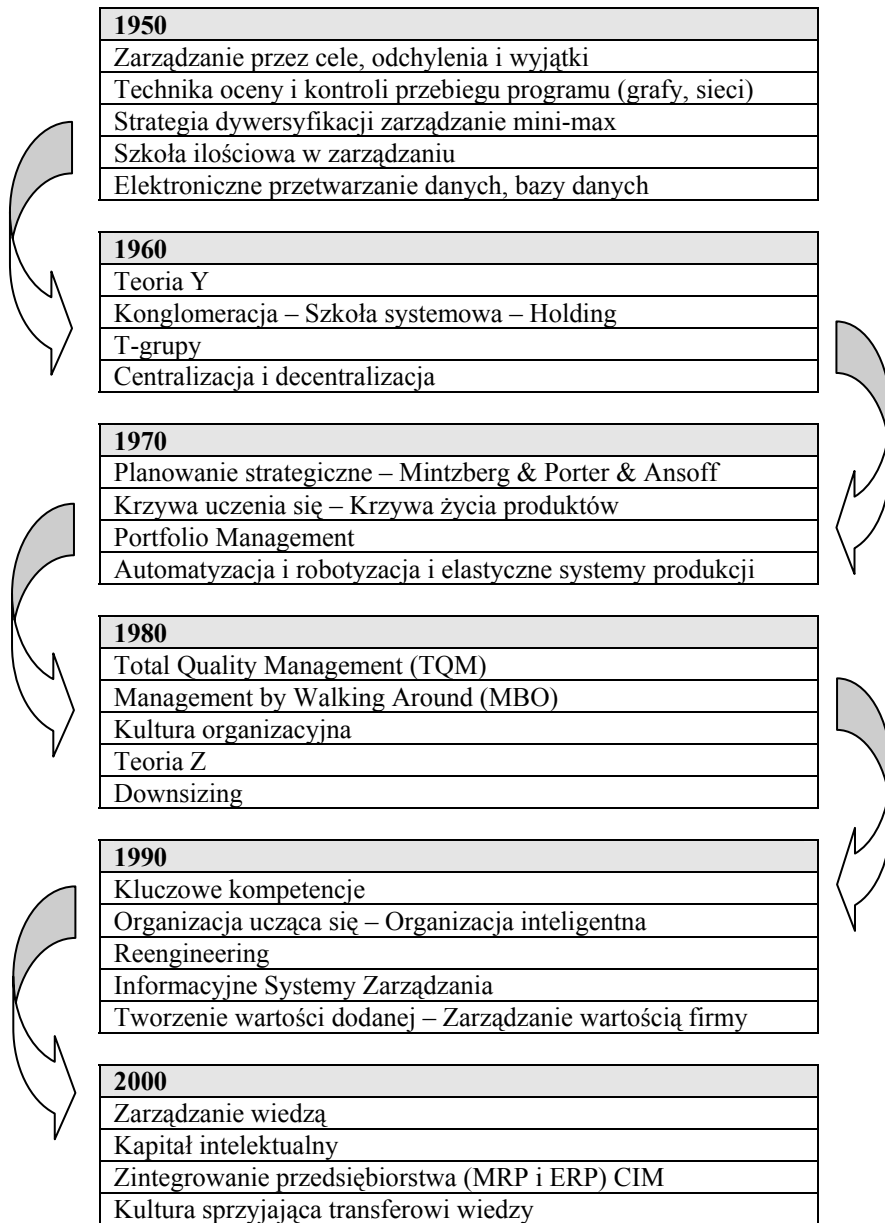 1950
Zarządzanie przez cele, odchylenia i wyjątki
Technika oceny i kontroli przebiegu programu (grafy, sieci)
Strategia dywersyfikacji zarządzanie mini-max
Szkoła ilościowa w zarządzaniu
Elektroniczne przetwarzanie danych, bazy danych
1960
Teoria Y
Konglomeracja – Szkoła systemowa – Holding
T-grupy
Centralizacja i decentralizacja
1970
Planowanie strategiczne – Mintzberg & Porter & Ansoff
Krzywa uczenia się – Krzywa życia produktów
Portfolio Management
Automatyzacja i robotyzacja i elastyczne systemy produkcji
1980
Total Quality Management (TQM)
Management by Walking Around (MBO)
Kultura organizacyjna
Teoria Z
Downsizing
1990
Kluczowe kompetencje
Organizacja ucząca się – Organizacja inteligentna
Reengineering
Informacyjne Systemy Zarządzania
Tworzenie wartości dodanej – Zarządzanie wartością firmy
2000
Zarządzanie wiedzą
Kapitał intelektualny
Zintegrowanie przedsiębiorstwa (MRP i ERP) CIM
Kultura sprzyjająca transferowi wiedzy